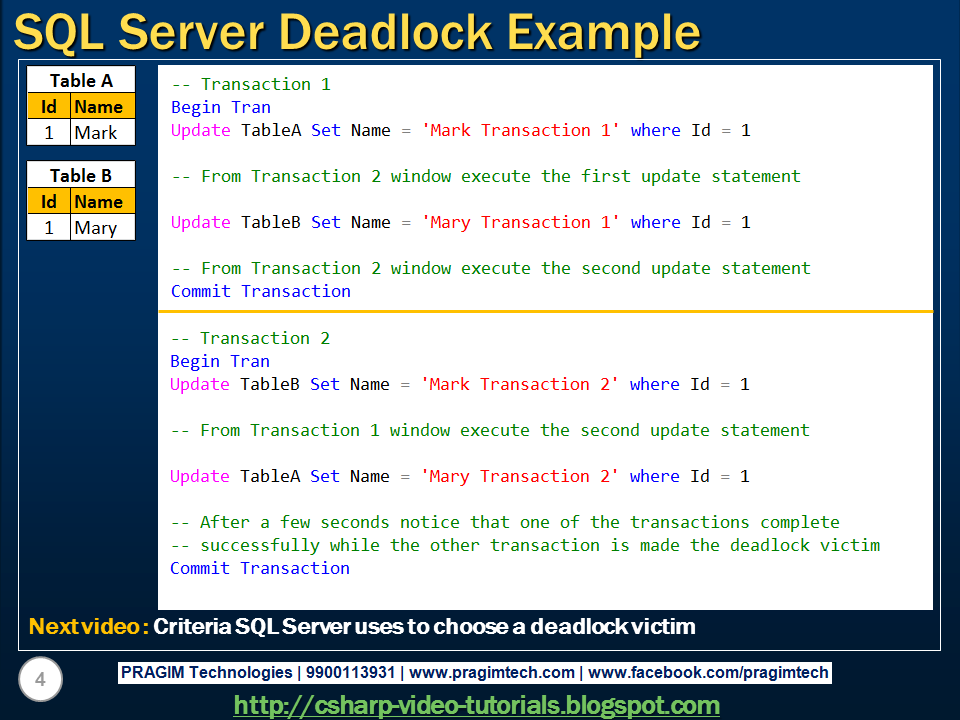 SQL Server Deadlock Example
Table A
Id Name
1 Mark
Table B
Id Name
1 Mary
-- Transaction 1
Begin Tran
Update TableA Set Name = 'Mark Transaction 1' where Id = 1
-- From Transaction 2 window execute the first update statement
Update TableB Set Name = 'Mary Transaction 1' where Id = 1
-- From Transaction 2 window execute the second update statement
Commit Transaction
-- Transaction 2
Begin Tran
Update TableB Set Name = 'Mark Transaction 2' where Id = 1
-- From Transaction 1 window execute the second update statement
Update TableA Set Name = 'Mary Transaction 2' where Id = 1
-- After a few seconds notice that one of the transactions complete
-- successfully while the other transaction is made the deadlock victim
Commit Transaction
Next video : Criteria SQL Server uses to choose a deadlock victim
4
PRAGIM Technologies | 9900113931 | www.pragimtech.com | www.facebook.com/pragimtech
http://csharp-video-tutorials.blogspot.com